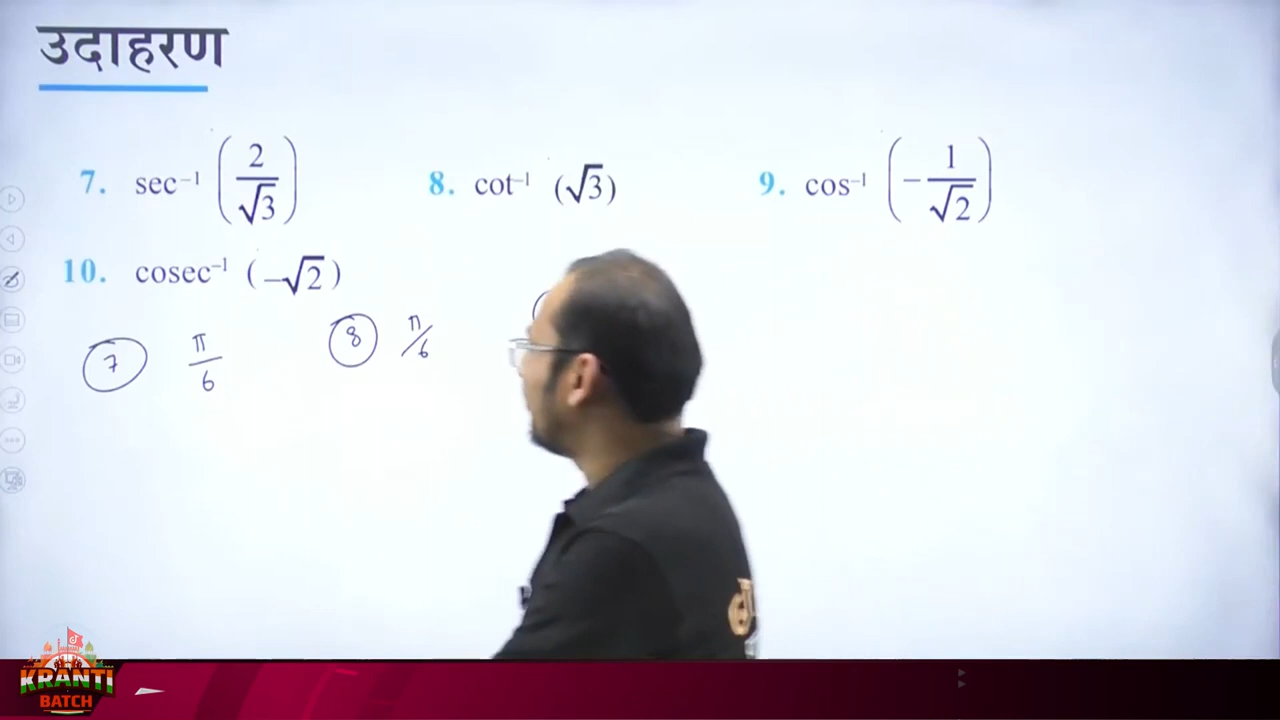 उदाहरण
7. sec⁻¹ (2/√3) 8. cot⁻¹ (√3) 9. cos⁻¹ (−1/√2)
10. cosec⁻¹ (−√2)
7 π/6 8 π/6
KRANTI
BATCH